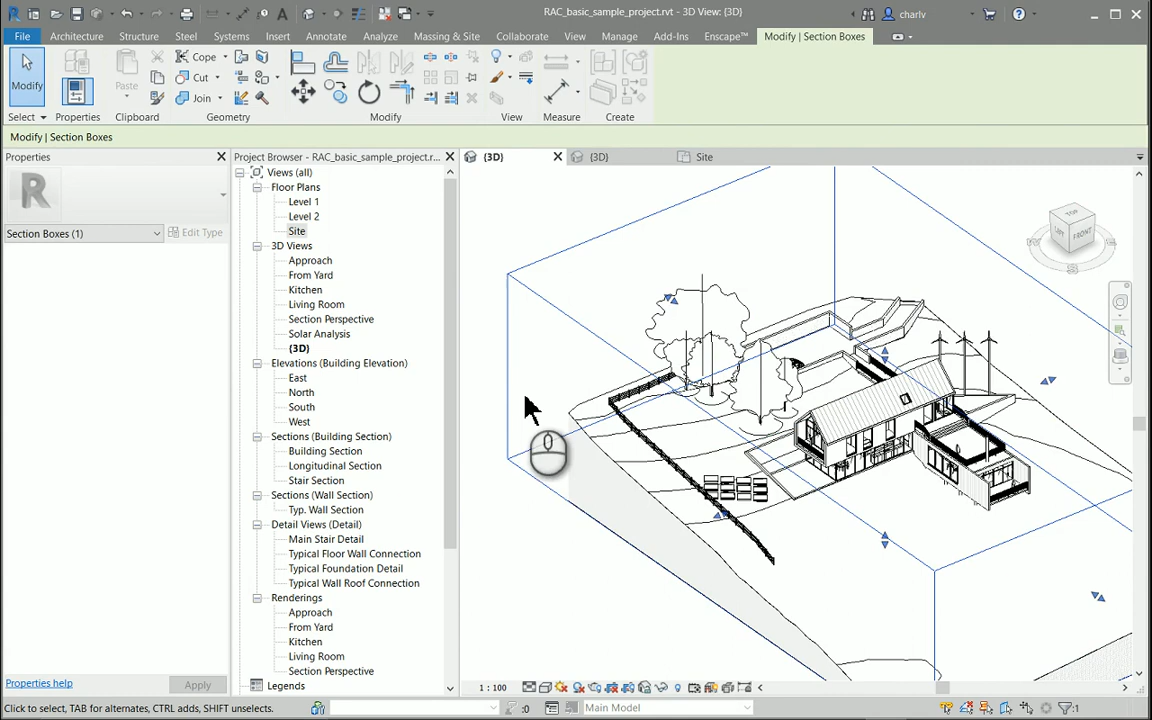 RAC_basic_sample_project.rvt - 3D View: {3D}
charlv
File
Architecture
Structure
Steel
Systems
Insert
Annotate
Analyze
Massing & Site
Collaborate
Enscape™
View
Manage
Add-Ins
Enscape™
Modify | Section Boxes
Modify
Paste
Cope
Cut
Join
Select
Properties
Clipboard
Geometry
Modify
View
Measure
Create
Modify | Section Boxes
Properties
Project Browser - RAC_basic_sample_project.r...
{3D}
{3D}
Site
Section Boxes (1)
Edit Type
Views (all)
Floor Plans
Level 1
Level 2
Site
3D Views
Approach
From Yard
Kitchen
Living Room
Section Perspective
Solar Analysis
{3D}
Elevations (Building Elevation)
East
North
South
West
Sections (Building Section)
Building Section
Longitudinal Section
Stair Section
Sections (Wall Section)
Typ. Wall Section
Detail Views (Detail)
Main Stair Detail
Typical Floor Wall Connection
Typical Foundation Detail
Typical Wall Roof Connection
Renderings
Approach
From Yard
Kitchen
Living Room
Section Perspective
Legends
TOP
LEFT
FRONT
S
Properties help
Apply
1 : 100
Click to select, TAB for alternates, CTRL adds, SHIFT unselects.
:0
Main Model
:1